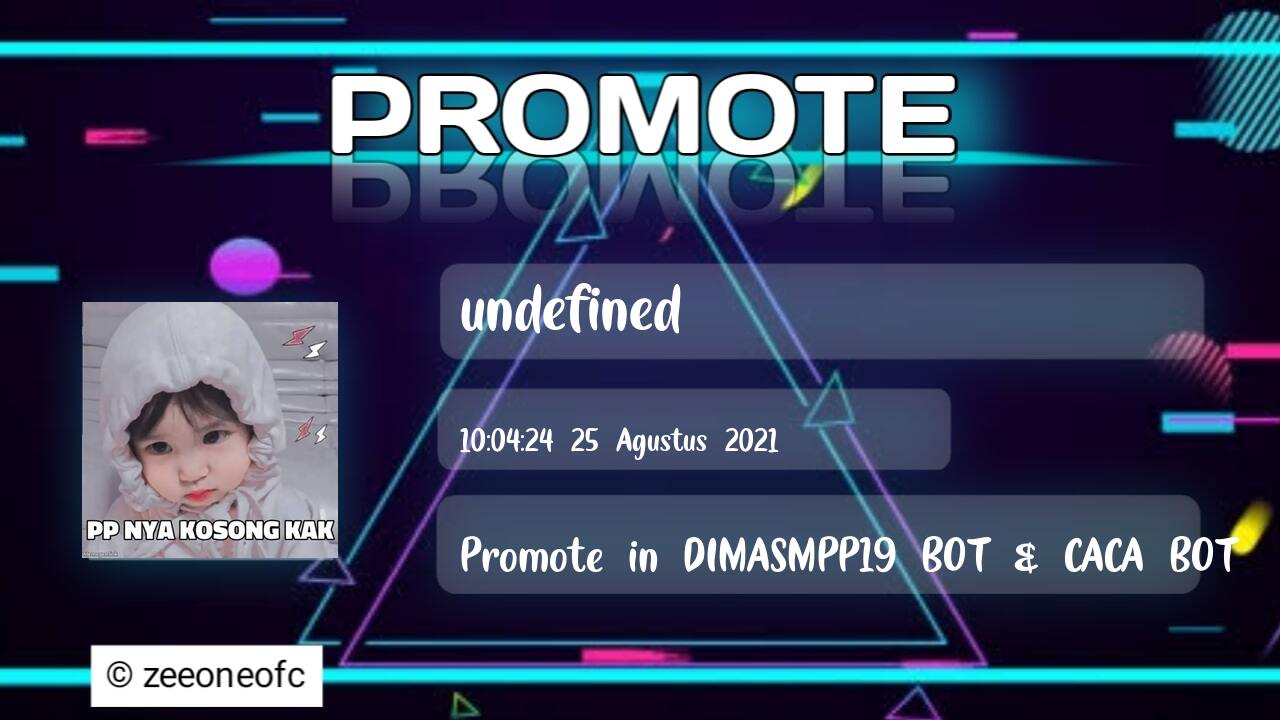 PROMOTE
undefined
10:04:24 25 Agustus 2021
PP NYA KOSONG KAK
Promote in DIMASMPP19 BOT & CACA BOT
© zeeoneofc